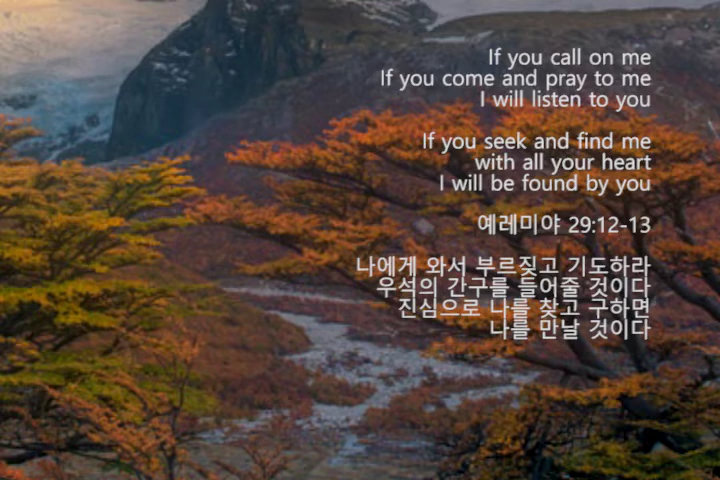 If you call on me
If you come and pray to me
I will listen to you
If you seek and find me
with all your heart
I will be found by you
예레미야 29:12-13
나에게 와서 부르짖고 기도하라
우석의 간구를 들어줄 것이다
진심으로 나를 찾고 구하면
나를 만날 것이다